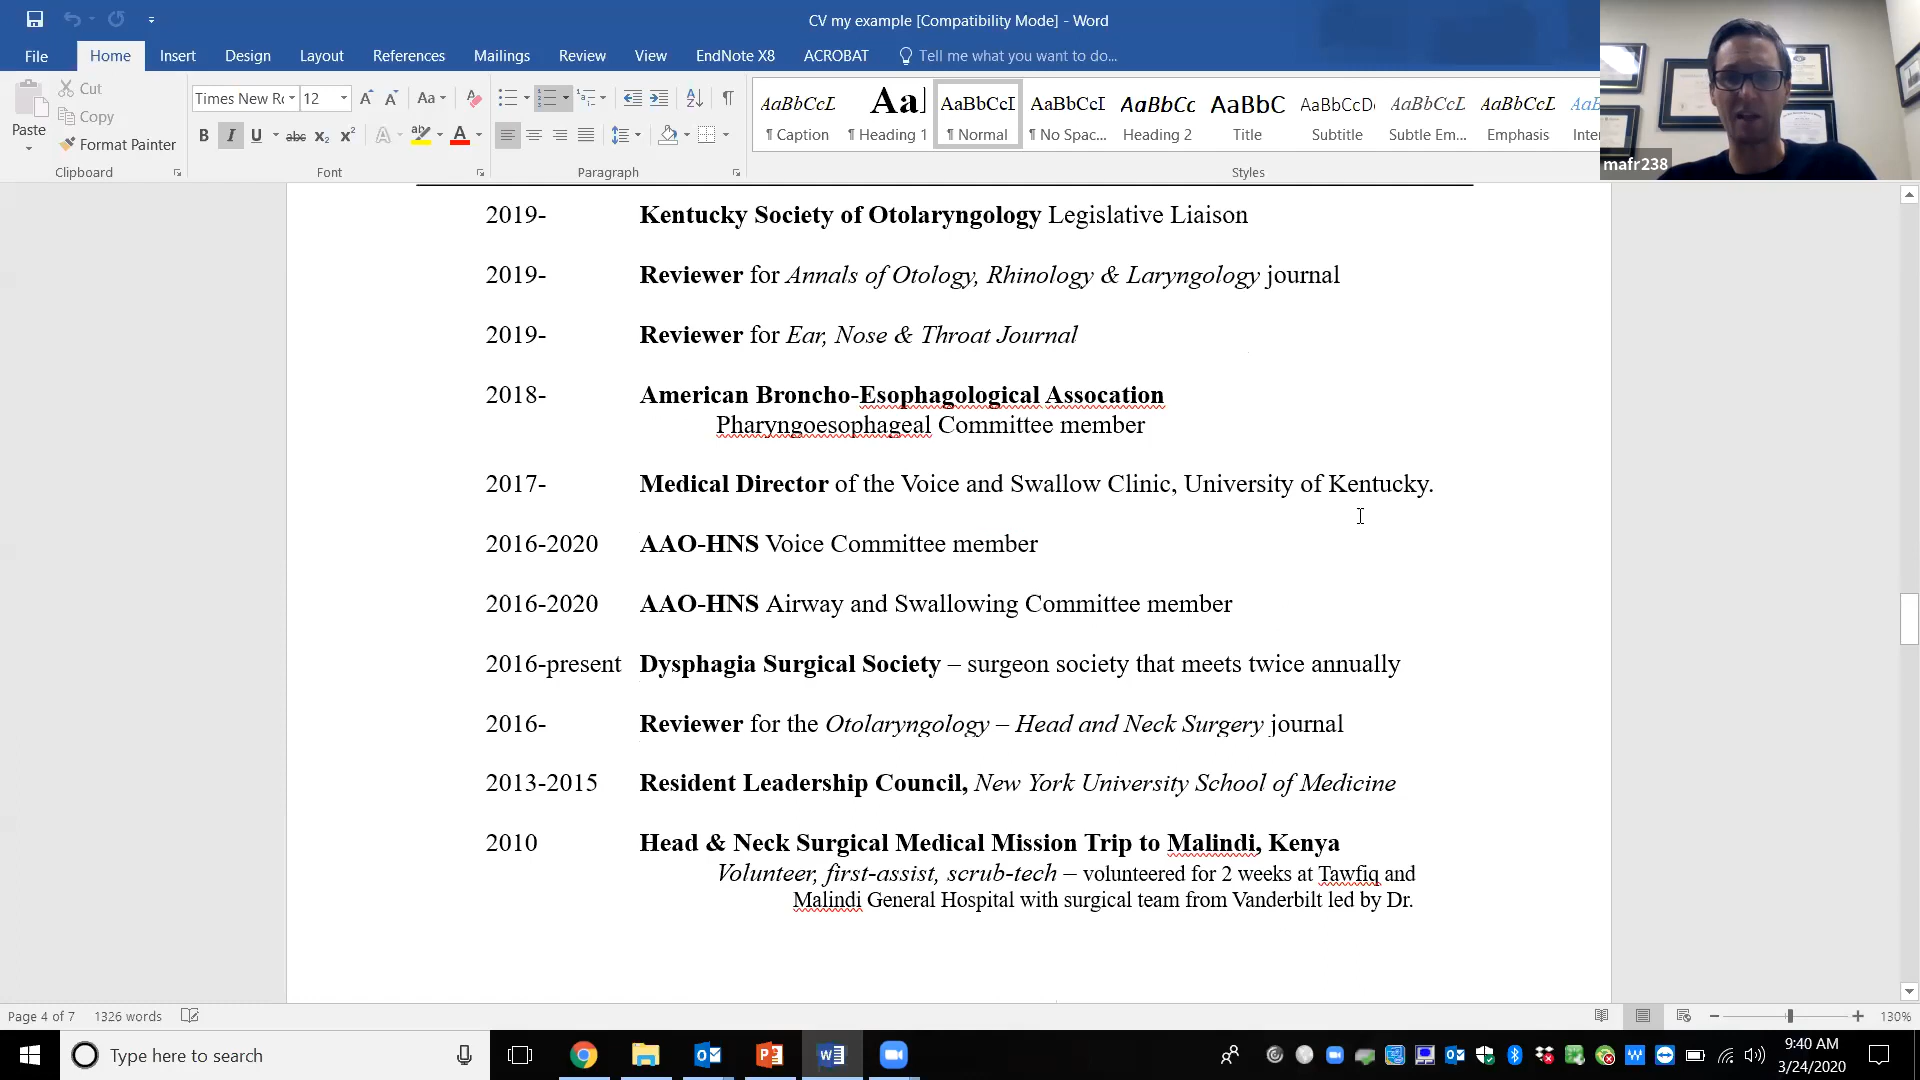 CV my example [Compatibility Mode] - Word
File Home Insert Design Layout References Mailings Review View EndNote X8 ACROBAT Tell me what you want to do...
Cut
Copy
Paste
Format Painter
Clipboard
Times New Rc 12
Font
Paragraph
AaBbCcL Aa AaBbCcI AaBbCcI AaBbCc AaBbC AaBbCcD AaBbCcL AaBbCcL Aa
¶ Caption ¶ Heading 1 ¶ Normal ¶ No Spac... Heading 2 Title Subtitle Subtle Em... Emphasis Inter
Styles
mafr238
2019- Kentucky Society of Otolaryngology Legislative Liaison
2019- Reviewer for Annals of Otology, Rhinology & Laryngology journal
2019- Reviewer for Ear, Nose & Throat Journal
2018- American Broncho-Esophagological Assocation
Pharyngoesophageal Committee member
2017- Medical Director of the Voice and Swallow Clinic, University of Kentucky.
2016-2020 AAO-HNS Voice Committee member
2016-2020 AAO-HNS Airway and Swallowing Committee member
2016-present Dysphagia Surgical Society – surgeon society that meets twice annually
2016- Reviewer for the Otolaryngology – Head and Neck Surgery journal
2013-2015 Resident Leadership Council, New York University School of Medicine
2010 Head & Neck Surgical Medical Mission Trip to Malindi, Kenya
Volunteer, first-assist, scrub-tech – volunteered for 2 weeks at Tawfiq and
Malindi General Hospital with surgical team from Vanderbilt led by Dr.
Page 4 of 7 1326 words 130%
Type here to search
9:40 AM
3/24/2020